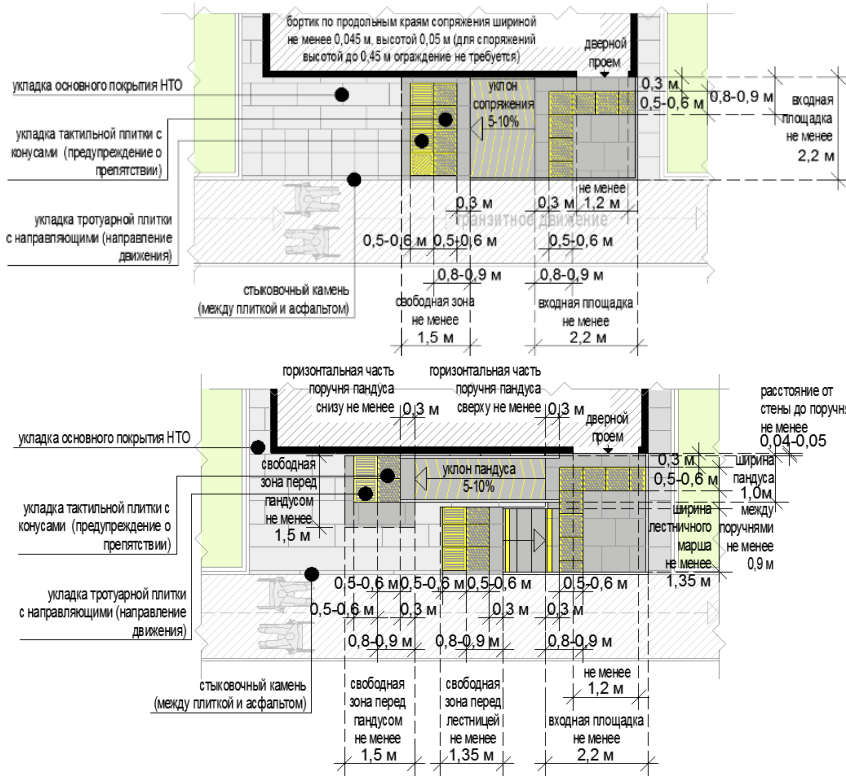 бортик по продольным краям сопряжения шириной
не менее 0,045 м, высотой 0,05 м (для спорряжений
высотой до 0,45 м ограждение не требуется)
дверной
проем
укладка основного покрытия НТО
уклон
сопряжения
5-10%
0,3 м
0,5-0,6 м
0,8-0,9 м
входная
площадка
не менее
2,2 м
укладка тактильной плитки с
конусами (предупреждение о
препятствии)
укладка тротуарной плитки
с направляющими (направление
движения)
не менее
0,3 м
0,3 м
1,2 м
транзитное движение
0,5-0,6 м
0,5-0,6 м
0,5-0,6 м
0,8-0,9 м
0,8-0,9 м
стыковочный камень
(между плиткой и асфальтом)
свободная зона
не менее
1,5 м
входная площадка
не менее
2,2 м
горизонтальная часть
поручня пандуса
снизу не менее
0,3 м
горизонтальная часть
поручня пандуса
сверху не менее
0,3 м
дверной
проем
расстояние от
стены до поручня
не менее
0,04-0,05
укладка основного покрытия НТО
свободная
зона перед
пандусом
не менее
1,5 м
уклон пандуса
5-10%
0,3 м
0,5-0,6 м
ширина
пандуса
1,0м
между
поручнями
не менее
0,9 м
ширина
лестничного
марша
не менее
1,35 м
укладка тактильной плитки с
конусами (предупреждение о
препятствии)
укладка тротуарной плитки
с направляющими (направление
движения)
0,5-0,6 м
0,5-0,6 м
0,5-0,6 м
0,5-0,6 м
0,5-0,6 м
0,3 м
0,3 м
0,3 м
0,8-0,9 м
0,8-0,9 м
0,8-0,9 м
стыковочный камень
(между плиткой и асфальтом)
свободная
зона перед
пандусом
не менее
1,5 м
свободная
зона перед
лестницей
не менее
1,35 м
не менее
1,2 м
входная площадка
не менее
2,2 м